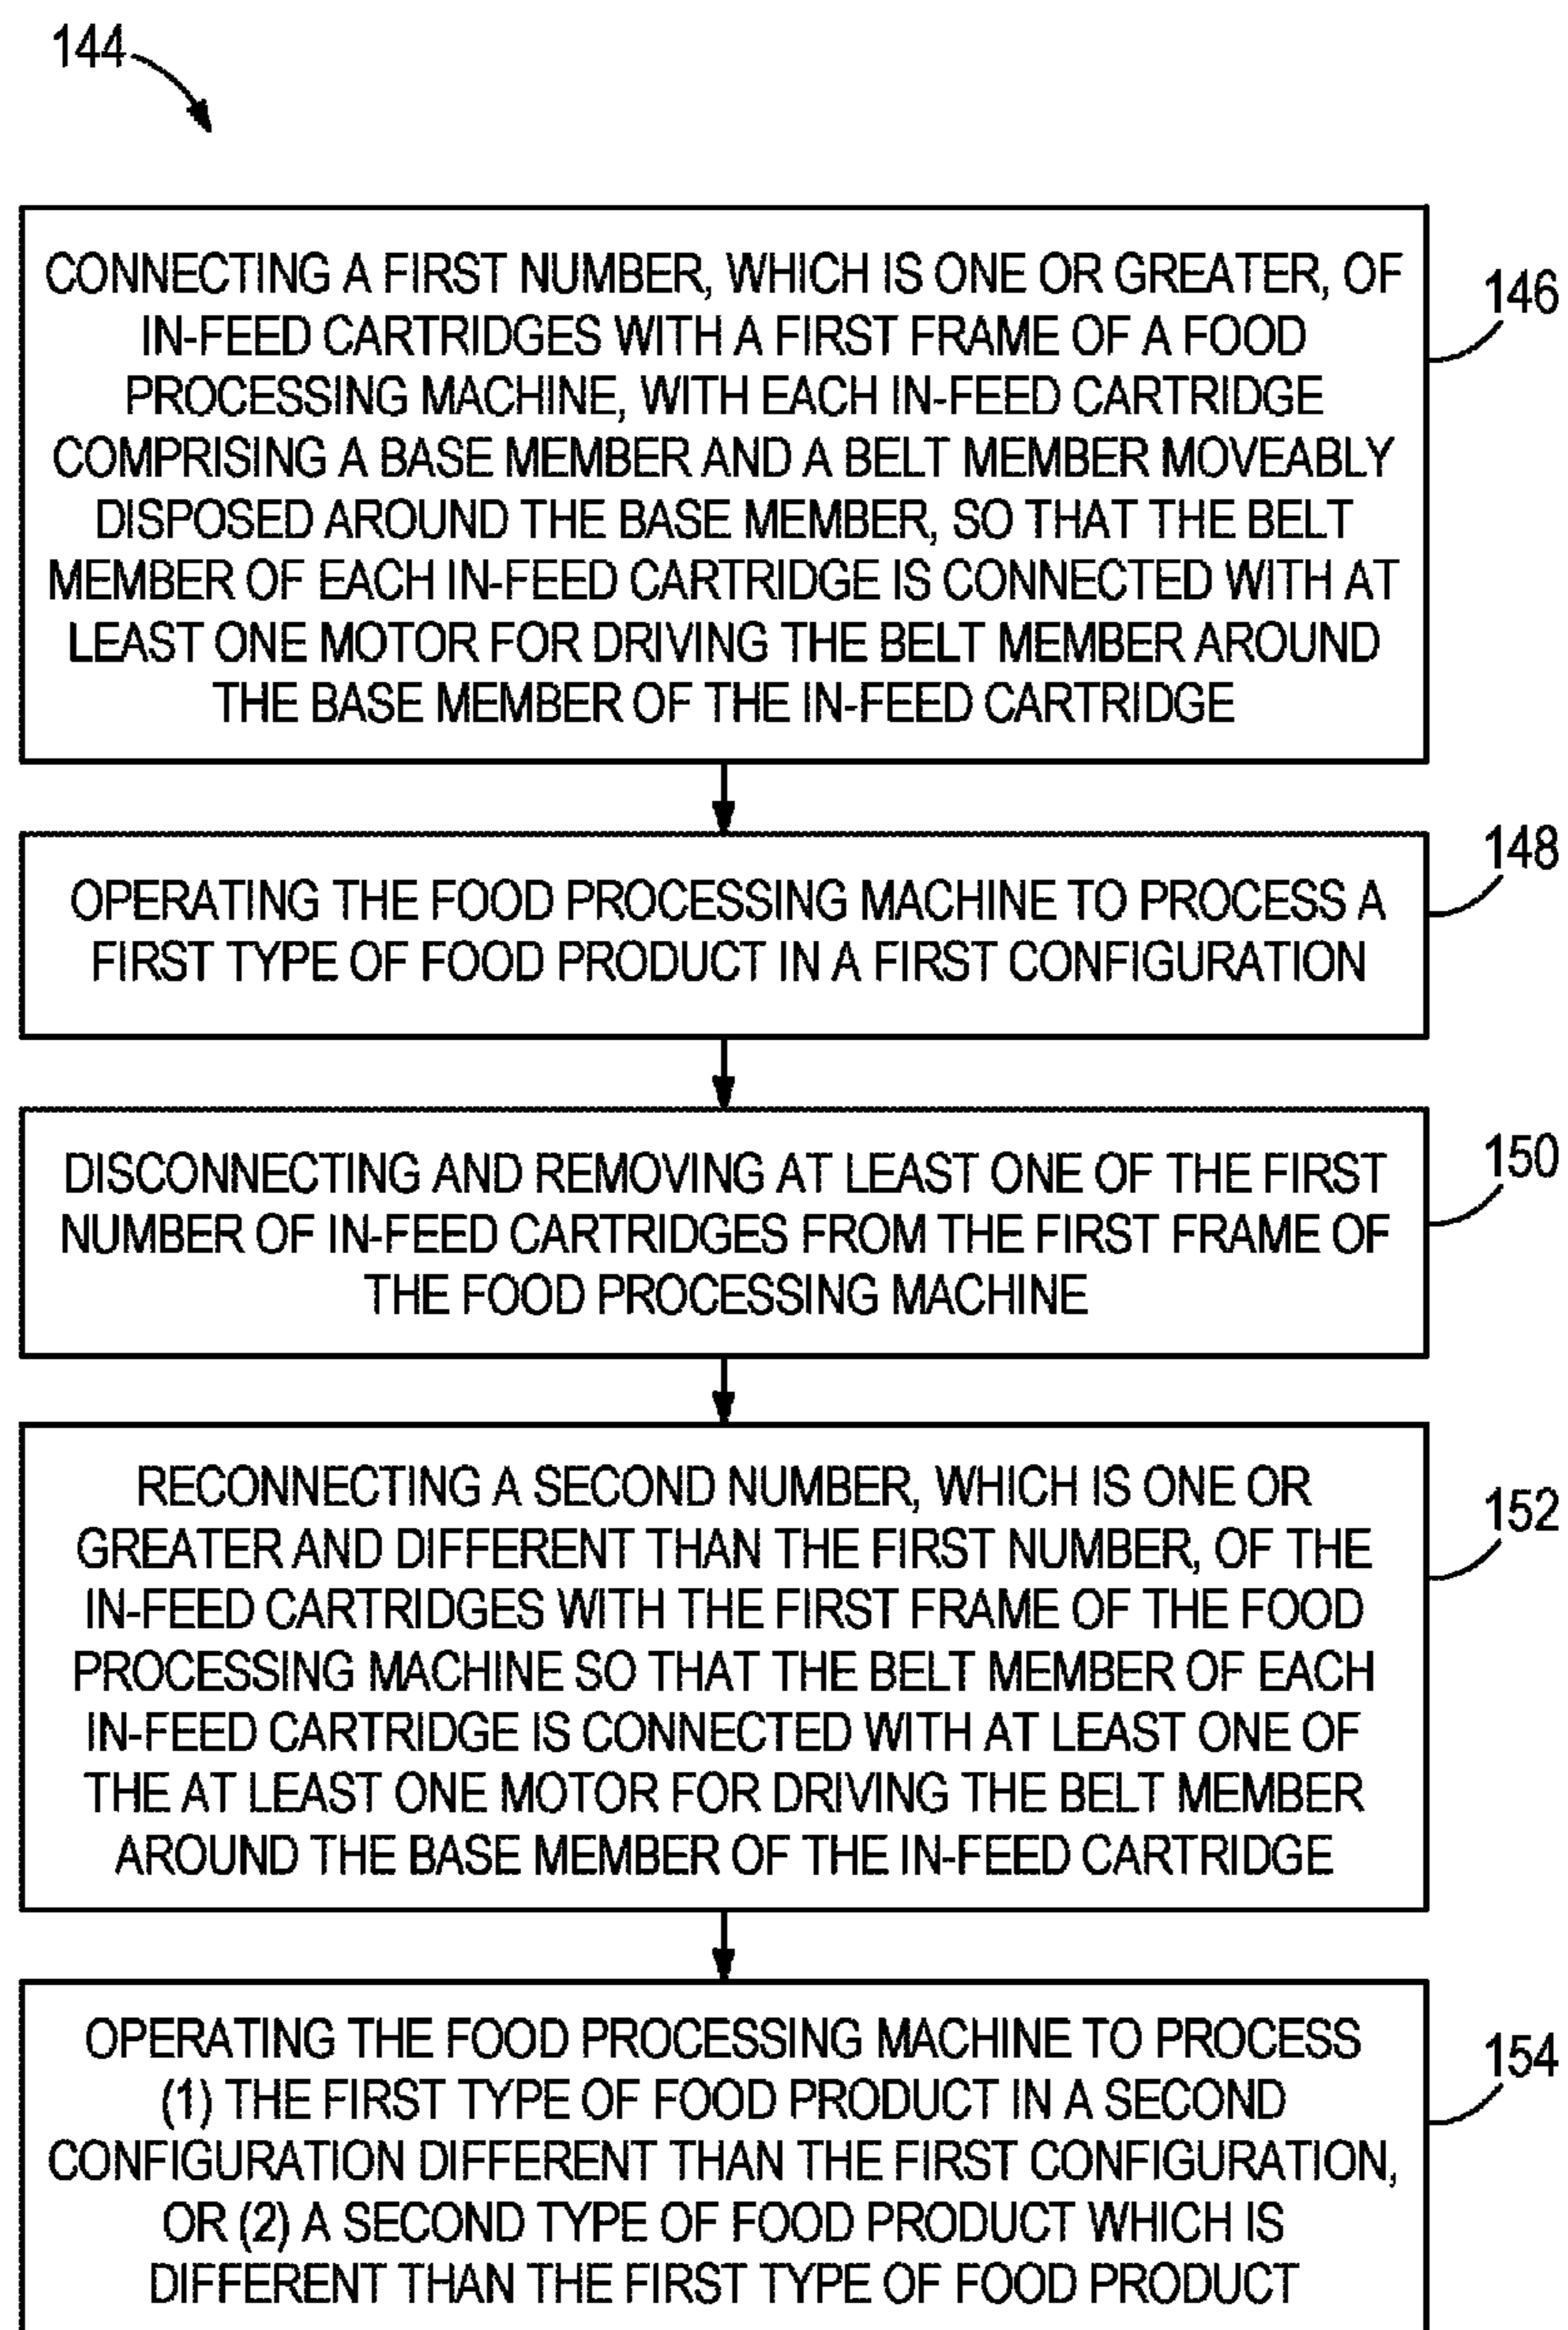 144
CONNECTING A FIRST NUMBER, WHICH IS ONE OR GREATER, OF
IN-FEED CARTRIDGES WITH A FIRST FRAME OF A FOOD
PROCESSING MACHINE, WITH EACH IN-FEED CARTRIDGE
COMPRISING A BASE MEMBER AND A BELT MEMBER MOVEABLY
DISPOSED AROUND THE BASE MEMBER, SO THAT THE BELT
MEMBER OF EACH IN-FEED CARTRIDGE IS CONNECTED WITH AT
LEAST ONE MOTOR FOR DRIVING THE BELT MEMBER AROUND
THE BASE MEMBER OF THE IN-FEED CARTRIDGE
146
OPERATING THE FOOD PROCESSING MACHINE TO PROCESS A
FIRST TYPE OF FOOD PRODUCT IN A FIRST CONFIGURATION
148
DISCONNECTING AND REMOVING AT LEAST ONE OF THE FIRST
NUMBER OF IN-FEED CARTRIDGES FROM THE FIRST FRAME OF
THE FOOD PROCESSING MACHINE
150
RECONNECTING A SECOND NUMBER, WHICH IS ONE OR
GREATER AND DIFFERENT THAN THE FIRST NUMBER, OF THE
IN-FEED CARTRIDGES WITH THE FIRST FRAME OF THE FOOD
PROCESSING MACHINE SO THAT THE BELT MEMBER OF EACH
IN-FEED CARTRIDGE IS CONNECTED WITH AT LEAST ONE OF
THE AT LEAST ONE MOTOR FOR DRIVING THE BELT MEMBER
AROUND THE BASE MEMBER OF THE IN-FEED CARTRIDGE
152
OPERATING THE FOOD PROCESSING MACHINE TO PROCESS
(1) THE FIRST TYPE OF FOOD PRODUCT IN A SECOND
CONFIGURATION DIFFERENT THAN THE FIRST CONFIGURATION,
OR (2) A SECOND TYPE OF FOOD PRODUCT WHICH IS
DIFFERENT THAN THE FIRST TYPE OF FOOD PRODUCT
154